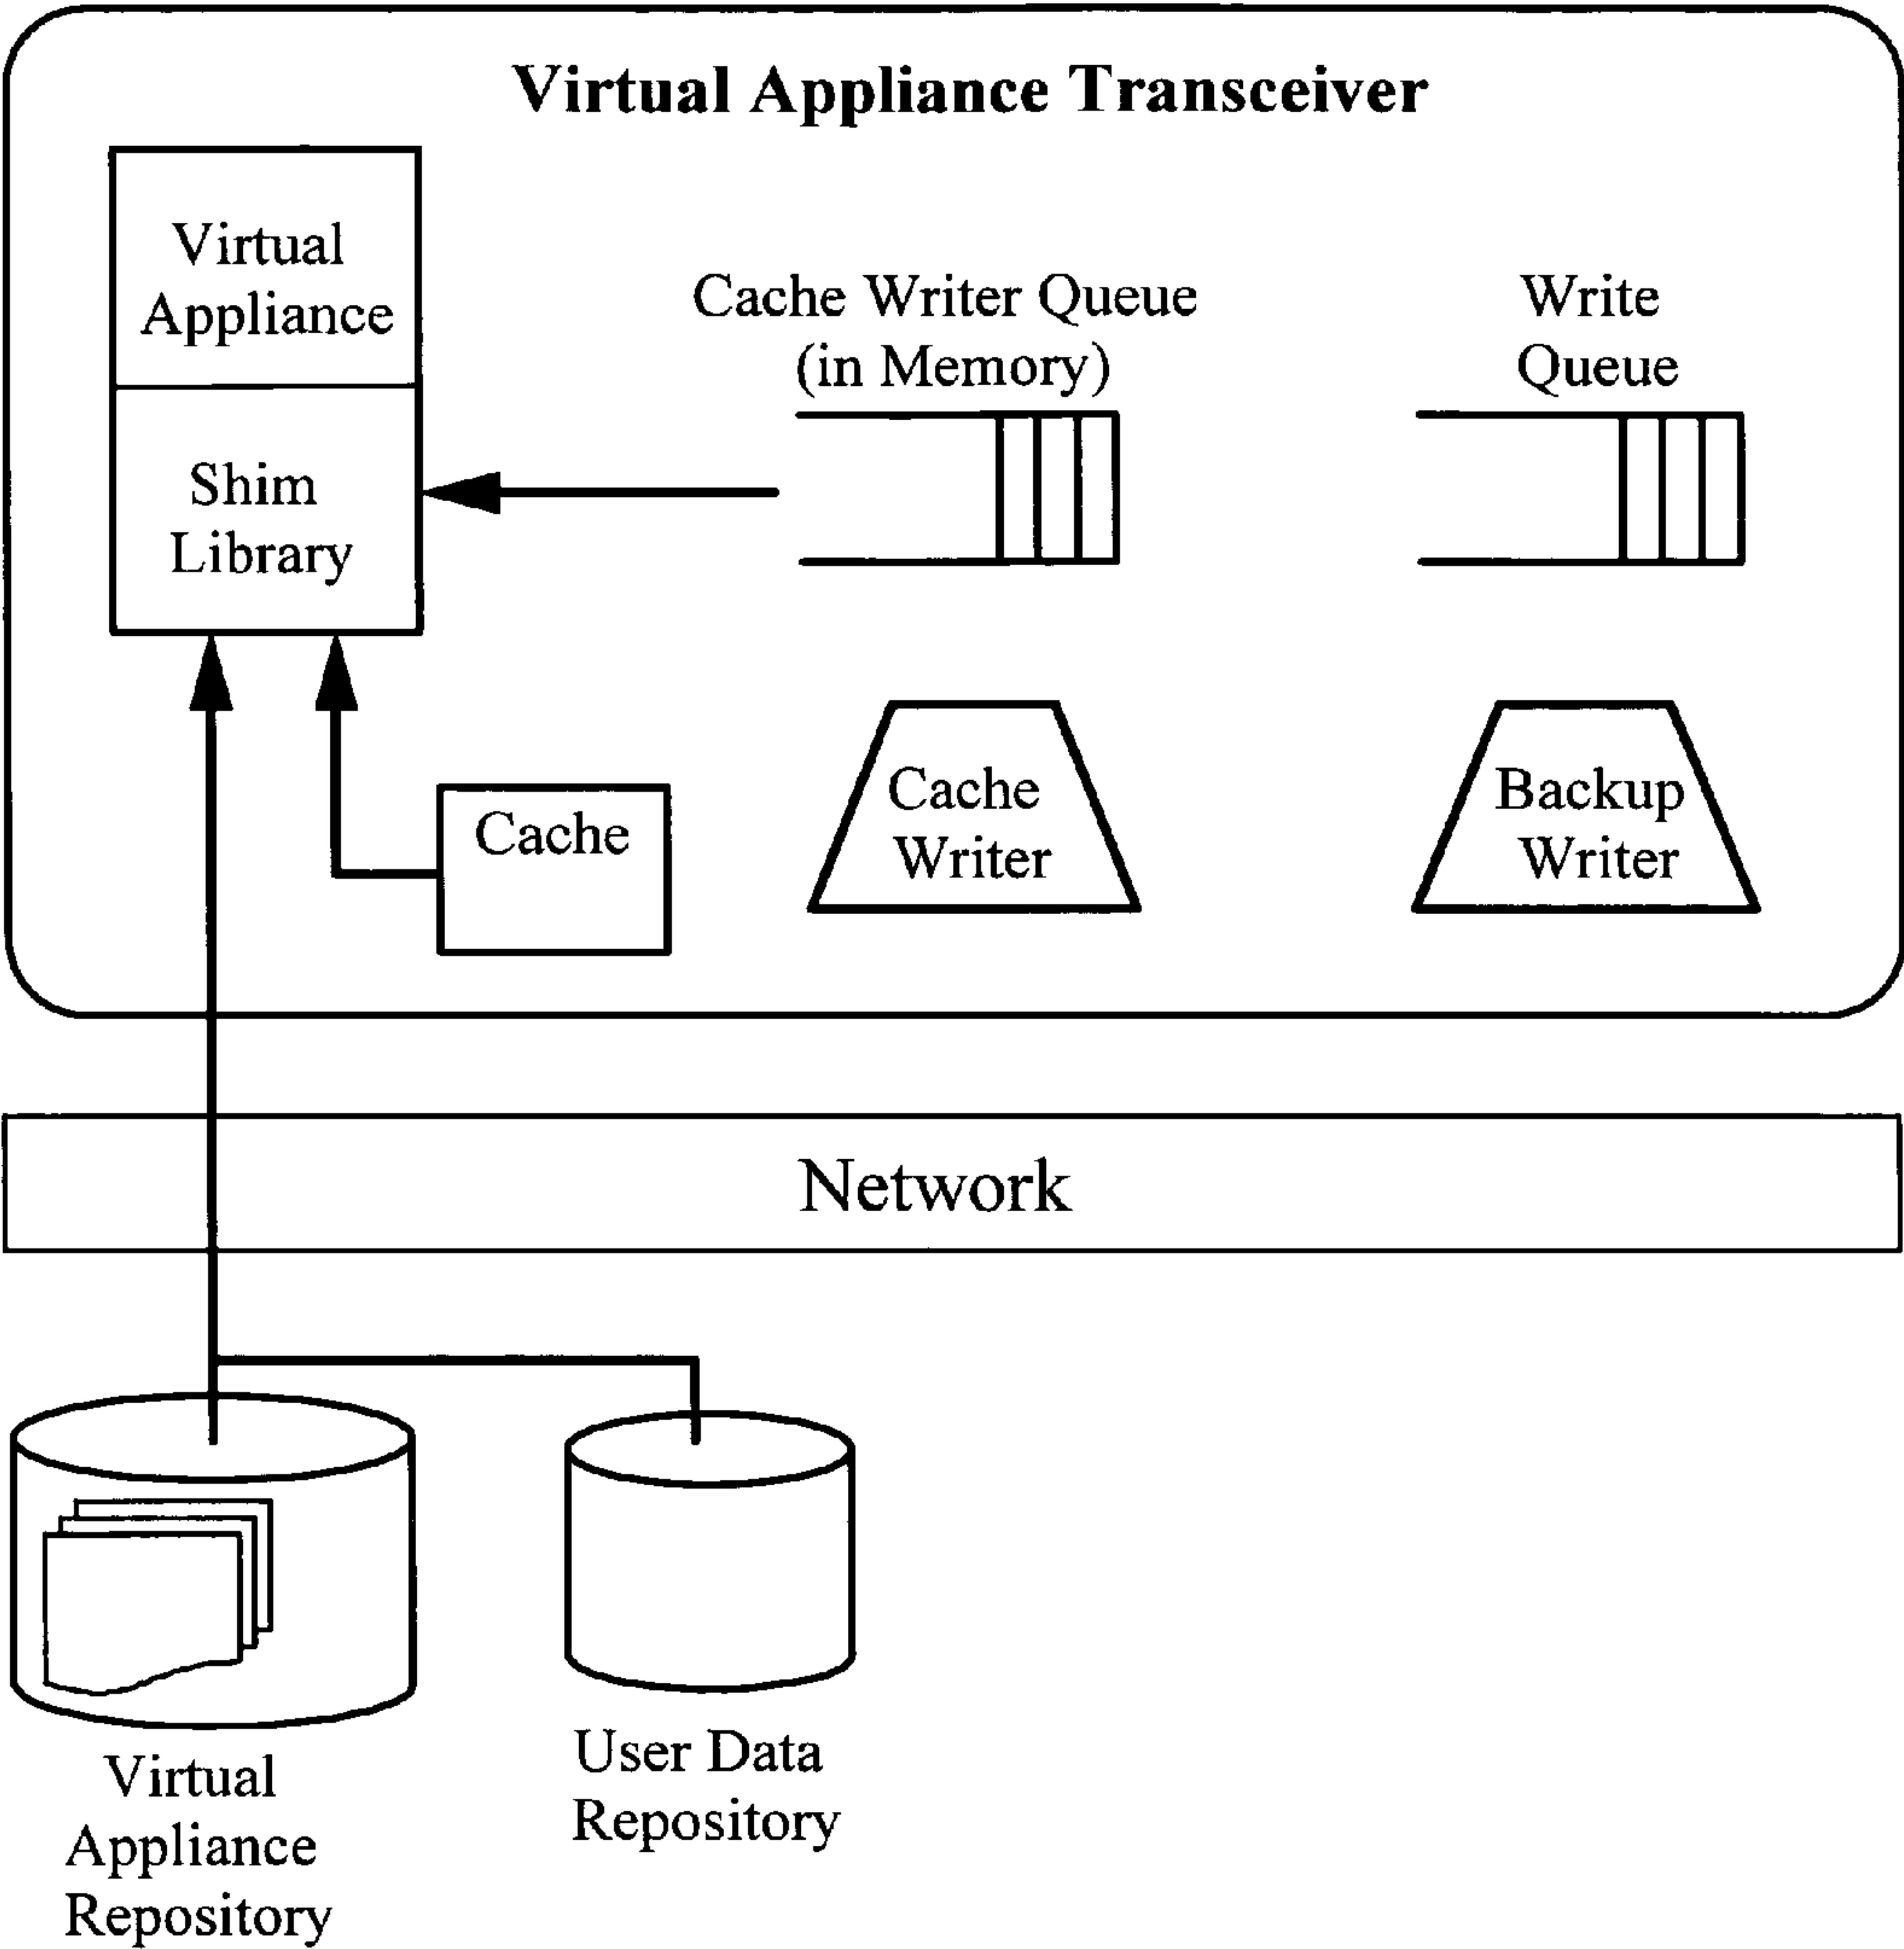 Virtual Appliance Transceiver
Virtual
Appliance
Shim
Library
Cache Writer Queue
(in Memory)
Write
Queue
Cache
Cache
Writer
Backup
Writer
Network
Virtual
Appliance
Repository
User Data
Repository